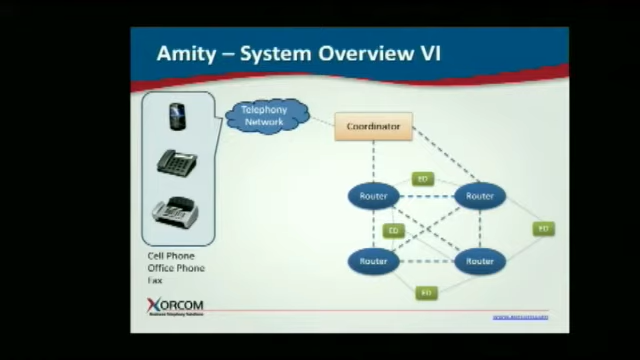 Amity – System Overview VI
Telephony
Network
Coordinator
ED
Router
Router
ED
ED
Router
Router
ED
Cell Phone
Office Phone
Fax
XORCOM